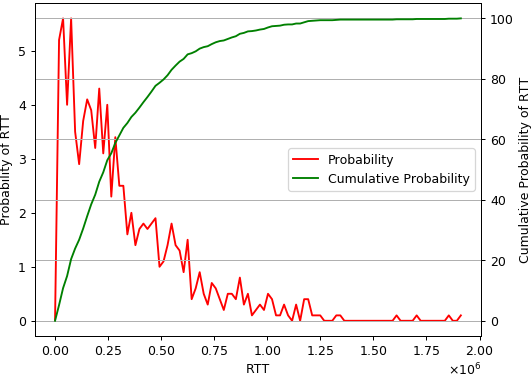 Probability of RTT
5
4
3
2
1
0
100
80
60
40
20
0
Cumulative Probability of RTT
Probability
Cumulative Probability
0.00 0.25 0.50 0.75 1.00 1.25 1.50 1.75 2.00
RTT
×10⁶